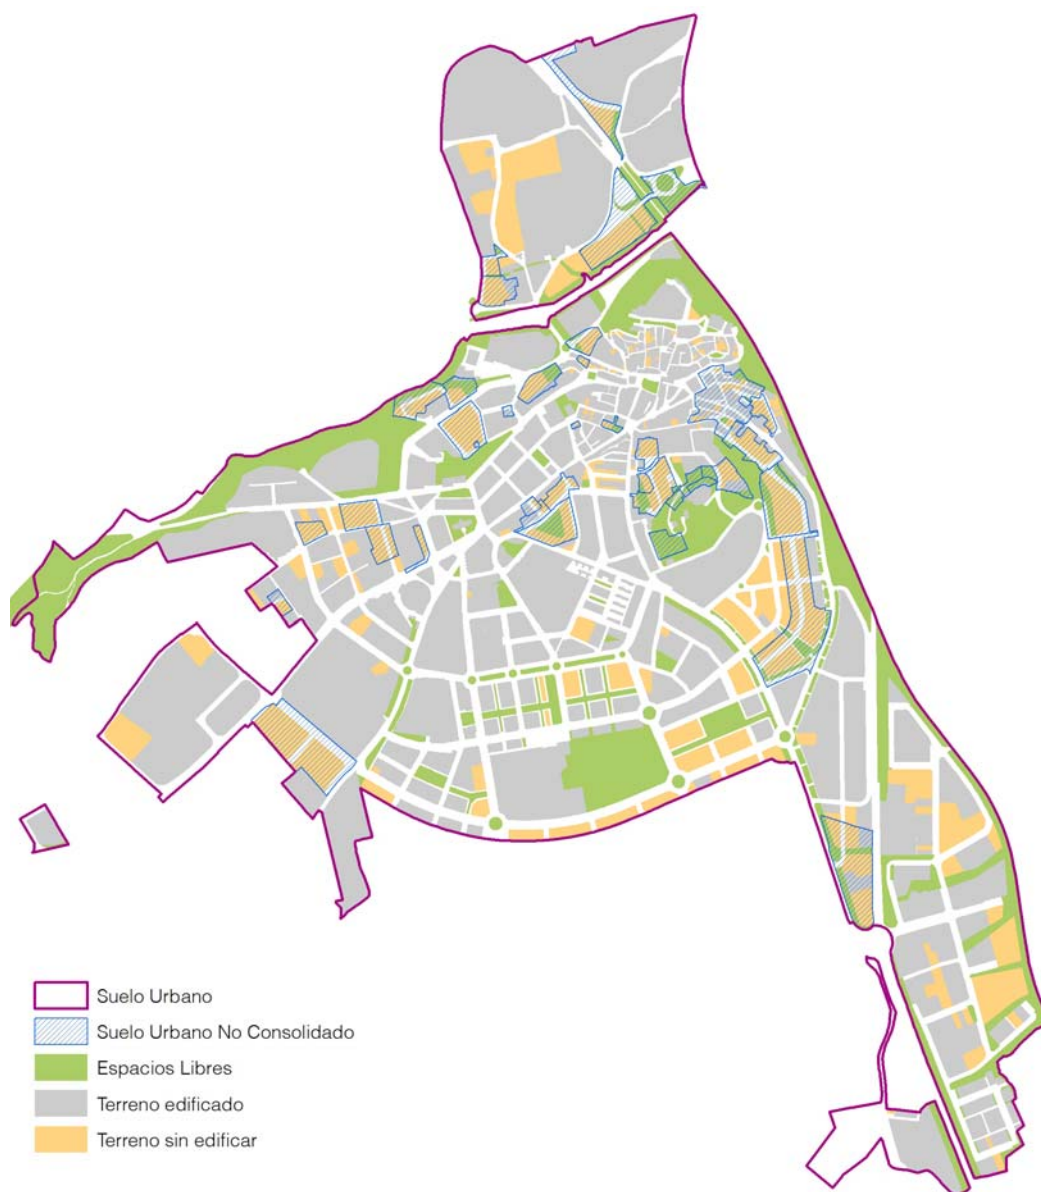 Suelo Urbano
Suelo Urbano No Consolidado
Espacios Libres
Terreno edificado
Terreno sin edificar